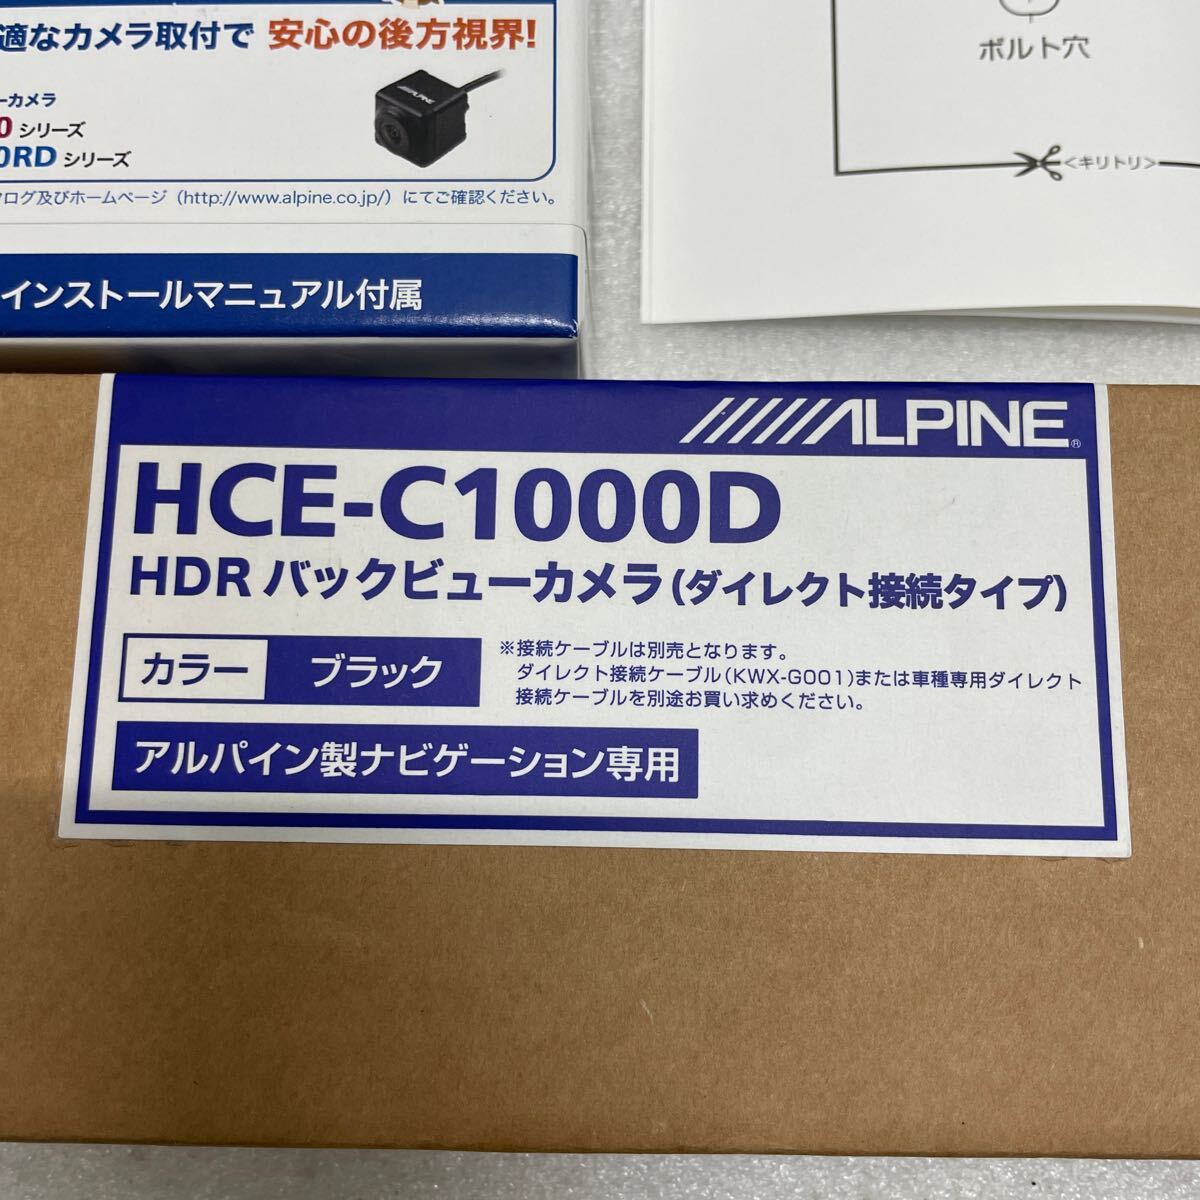 適なカメラ取付で 安心の後方視界!
ーカメラ
0 シリーズ
0RD シリーズ
ALPINE
ログ及びホームページ（http://www.alpine.co.jp/）にてご確認ください。
インストールマニュアル付属
ボルト穴
＜キリトリ＞
ALPINE®
HCE-C1000D
HDR バックビューカメラ(ダイレクト接続タイプ)
カラー ブラック
※接続ケーブルは別売となります。
ダイレクト接続ケーブル(KWX-G001)または車種専用ダイレクト
接続ケーブルを別途お買い求めください。
アルパイン製ナビゲーション専用